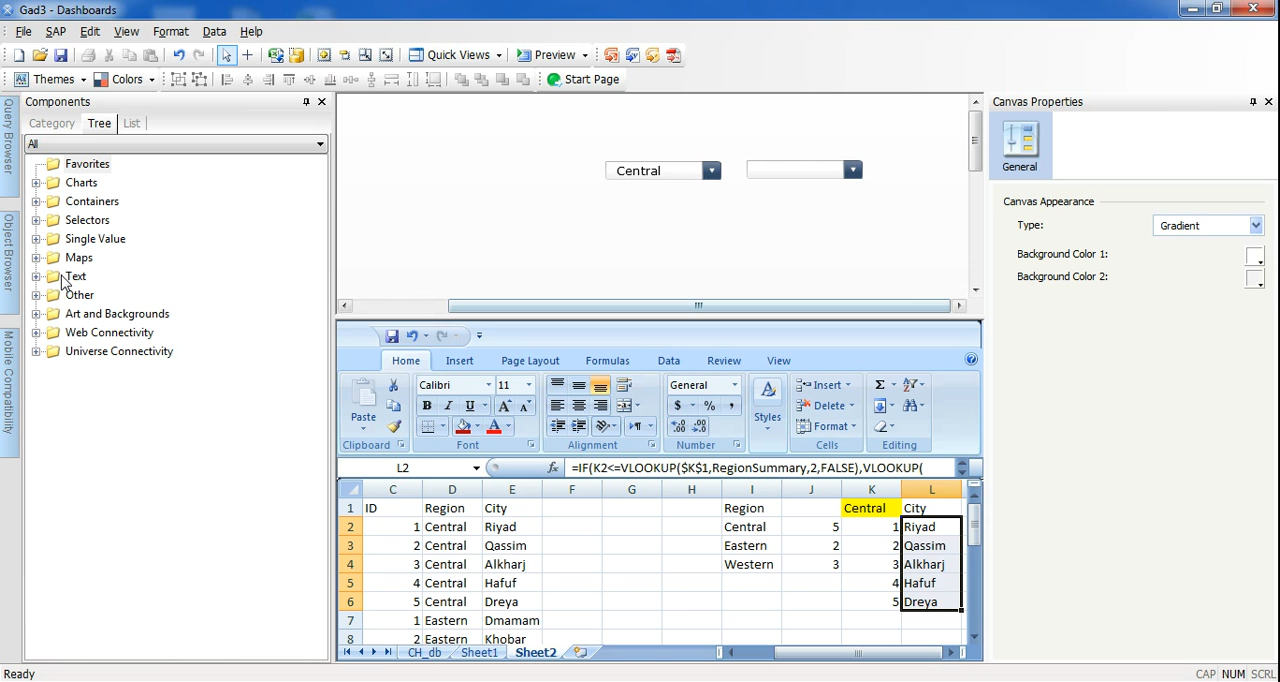 Gad3 - Dashboards
File SAP Edit View Format Data Help
Quick Views Preview
Themes Colors Start Page
Query Browser
Object Browser
Mobile Compatibility
Components
Category Tree List
All
Favorites
Charts
Containers
Selectors
Single Value
Maps
Text
Other
Art and Backgrounds
Web Connectivity
Universe Connectivity
Central
Canvas Properties
General
Canvas Appearance
Type: Gradient
Background Color 1:
Background Color 2:
Home Insert Page Layout Formulas Data Review View
Paste
Calibri 11
B I U A A
General
$ % ,
Styles
Insert
Delete
Format
Clipboard Font Alignment Number Cells Editing
L2 fx =IF(K2<=VLOOKUP($K$1,RegionSummary,2,FALSE),VLOOKUP(
C D E F G H I J K L
1 ID Region City Region Central City
2 1 Central Riyad Central 5 1 Riyad
3 2 Central Qassim Eastern 2 2 Qassim
4 3 Central Alkharj Western 3 3 Alkharj
5 4 Central Hafuf 4 Hafuf
6 5 Central Dreya 5 Dreya
7 1 Eastern Dmamam
8 2 Eastern Khobar
CH_db Sheet1 Sheet2
Ready CAP NUM SCRL